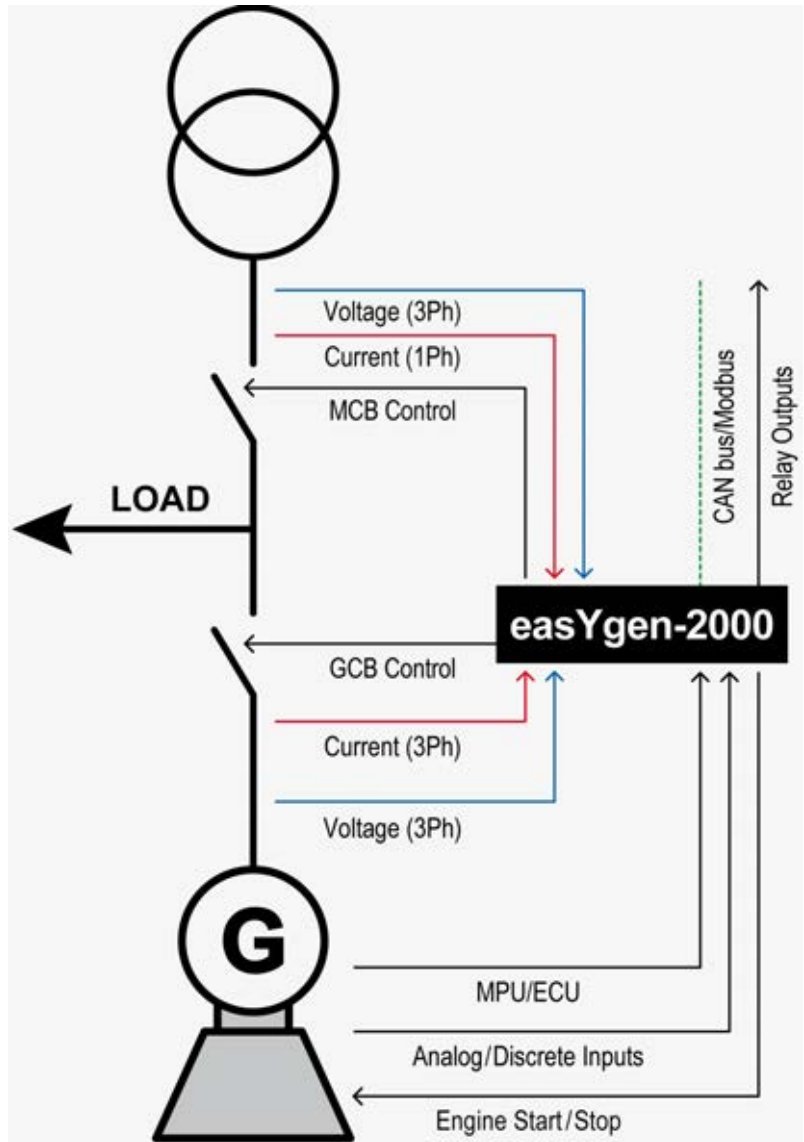 Voltage (3Ph)
Current (1Ph)
MCB Control
CAN bus/Modbus
Relay Outputs
LOAD
easYgen-2000
GCB Control
Current (3Ph)
Voltage (3Ph)
G
MPU/ECU
Analog/Discrete Inputs
Engine Start/Stop